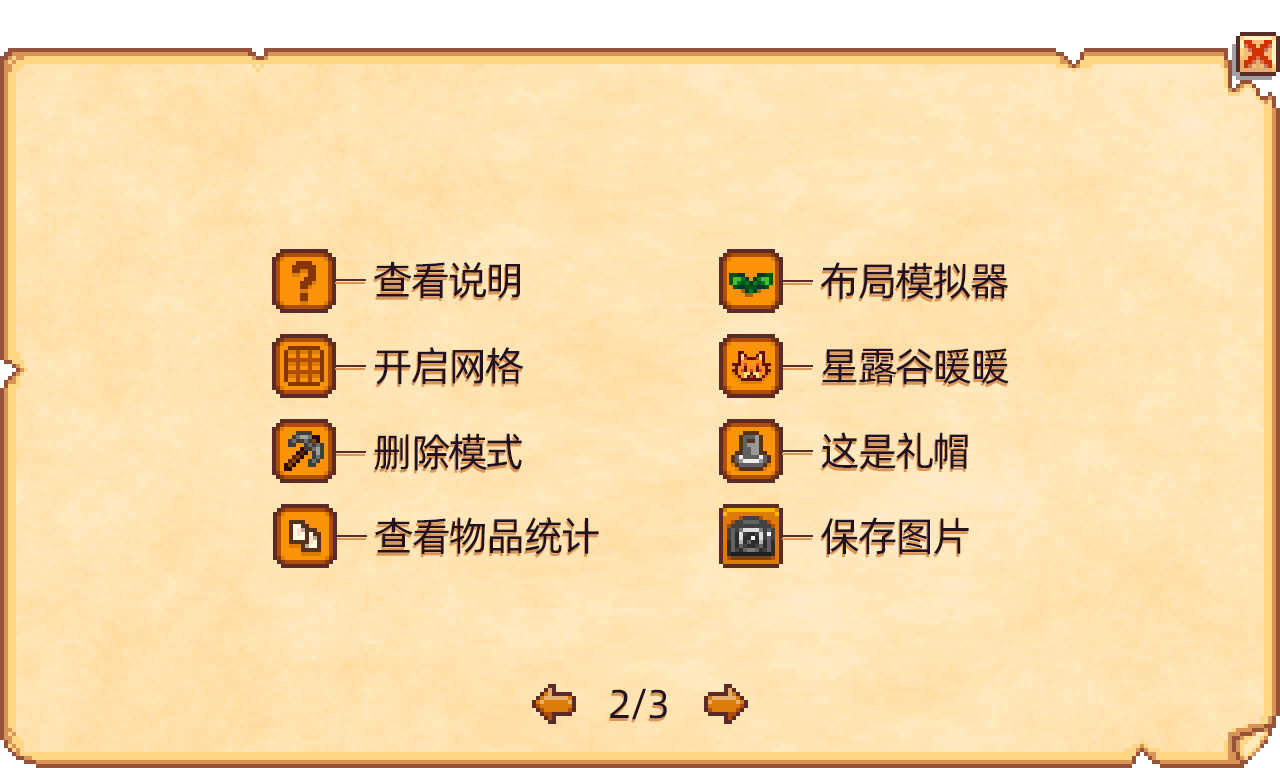 查看说明
开启网格
删除模式
查看物品统计
布局模拟器
星露谷暖暖
这是礼帽
保存图片
2/3